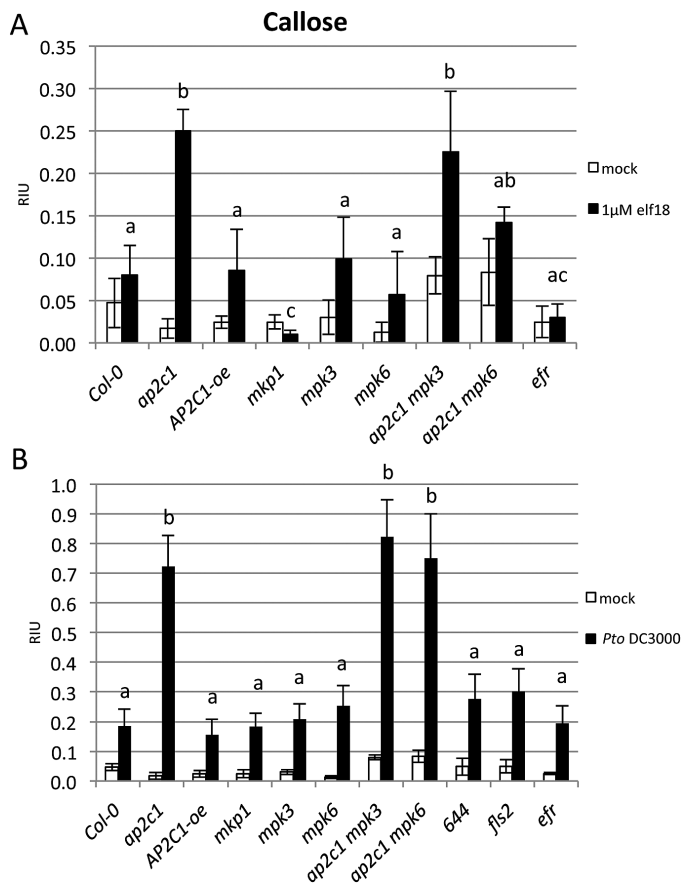 A
Callose
0.35
0.30
0.25
0.20
0.15
0.10
0.05
0.00
RIU
a
b
a
c
a
a
b
ab
ac
mock
1μM elf18
Col-0
ap2c1
AP2C1-oe
mkp1
mpk3
mpk6
ap2c1 mpk3
ap2c1 mpk6
efr
B
1.0
0.9
0.8
0.7
0.6
0.5
0.4
0.3
0.2
0.1
0.0
RIU
a
b
a
a
a
a
b
b
a
a
a
mock
Pto DC3000
Col-0
ap2c1
AP2C1-oe
mkp1
mpk3
mpk6
ap2c1 mpk3
ap2c1 mpk6
644
fls2
efr